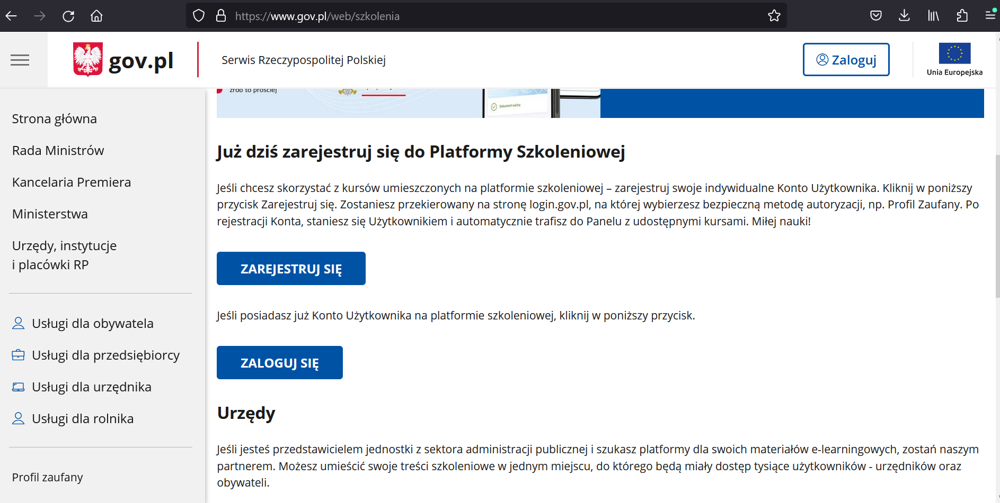 https://www.gov.pl/web/szkolenia
gov.pl
Serwis Rzeczypospolitej Polskiej
Zaloguj
Unia Europejska
Strona główna
Rada Ministrów
Kancelaria Premiera
Ministerstwa
Urzędy, instytucje
i placówki RP
Usługi dla obywatela
Usługi dla przedsiębiorcy
Usługi dla urzędnika
Usługi dla rolnika
Profil zaufany
zrób to prościej
Dokument ważny
Już dziś zarejestruj się do Platformy Szkoleniowej
Jeśli chcesz skorzystać z kursów umieszczonych na platformie szkoleniowej – zarejestruj swoje indywidualne Konto Użytkownika. Kliknij w poniższy
przycisk Zarejestruj się. Zostaniesz przekierowany na stronę login.gov.pl, na której wybierzesz bezpieczną metodę autoryzacji, np. Profil Zaufany. Po
rejestracji Konta, staniesz się Użytkownikiem i automatycznie trafisz do Panelu z udostępnymi kursami. Miłej nauki!
ZAREJESTRUJ SIĘ
Jeśli posiadasz już Konto Użytkownika na platformie szkoleniowej, kliknij w poniższy przycisk.
ZALOGUJ SIĘ
Urzędy
Jeśli jesteś przedstawicielem jednostki z sektora administracji publicznej i szukasz platformy dla swoich materiałów e-learningowych, zostań naszym
partnerem. Możesz umieścić swoje treści szkoleniowe w jednym miejscu, do którego będą miały dostęp tysiące użytkowników - urzędników oraz
obywateli.